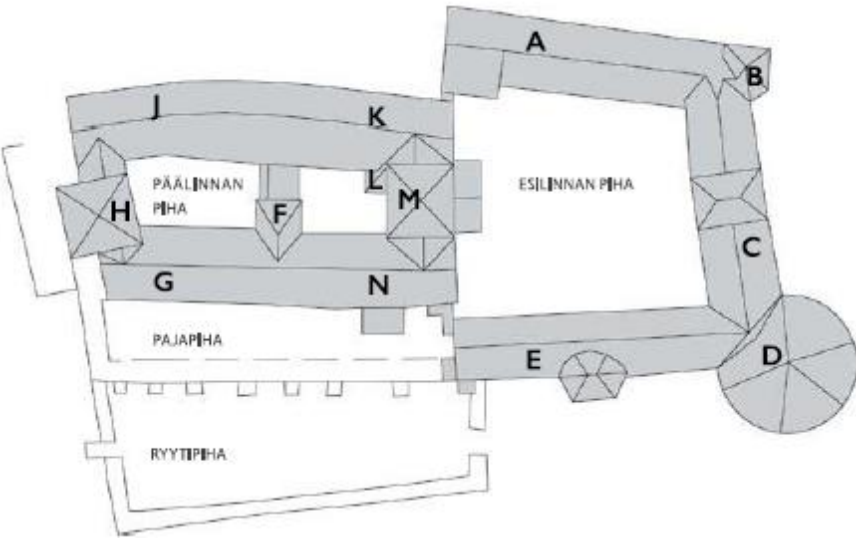 A
B
J
K
L
PÄÄLINNAN
PIHA
ESILINNAN PIHA
H
F
M
C
G
N
PAJAPIHA
E
D
RYYTIPIHA